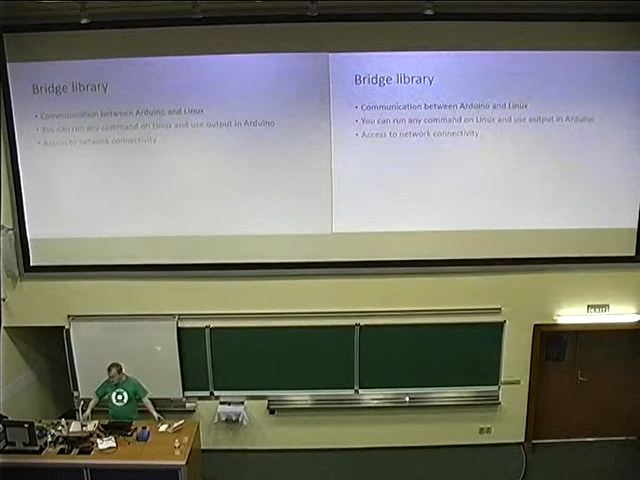 Bridge library
• Communication between Arduino and Linux
• You can run any command on Linux and use output in Arduino
• Access to network connectivity
Bridge library
• Communication between Arduino and Linux
• You can run any command on Linux and use output in Arduino
• Access to network connectivity
EXIT